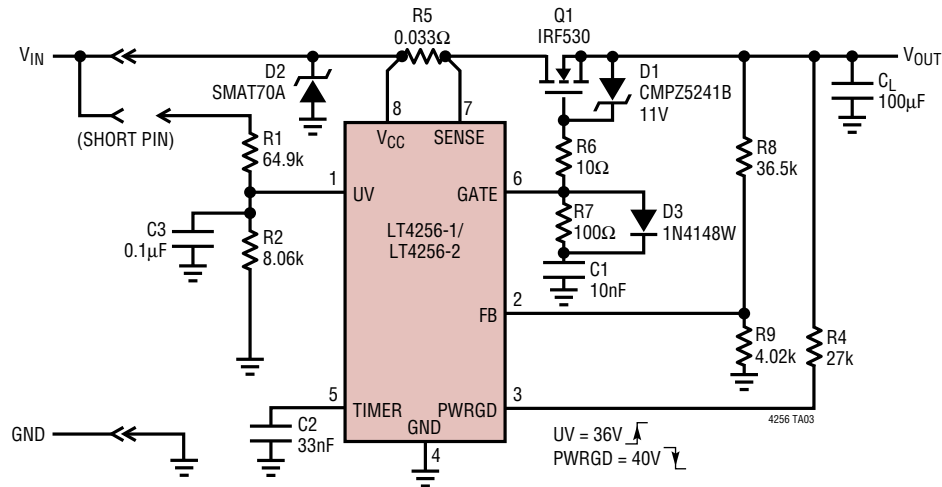 R5
0.033Ω
Q1
IRF530
VIN
VOUT
D2
SMAT70A
D1
CMPZ5241B
11V
CL
100µF
(SHORT PIN)
8
7
VCC
SENSE
R1
64.9k
R6
10Ω
R8
36.5k
1
UV
GATE
6
LT4256-1/
LT4256-2
R7
100Ω
D3
1N4148W
C3
0.1µF
R2
8.06k
C1
10nF
2
FB
R9
4.02k
R4
27k
5
TIMER
PWRGD
3
GND
4
C2
33nF
GND
UV = 36V
PWRGD = 40V
4256 TA03